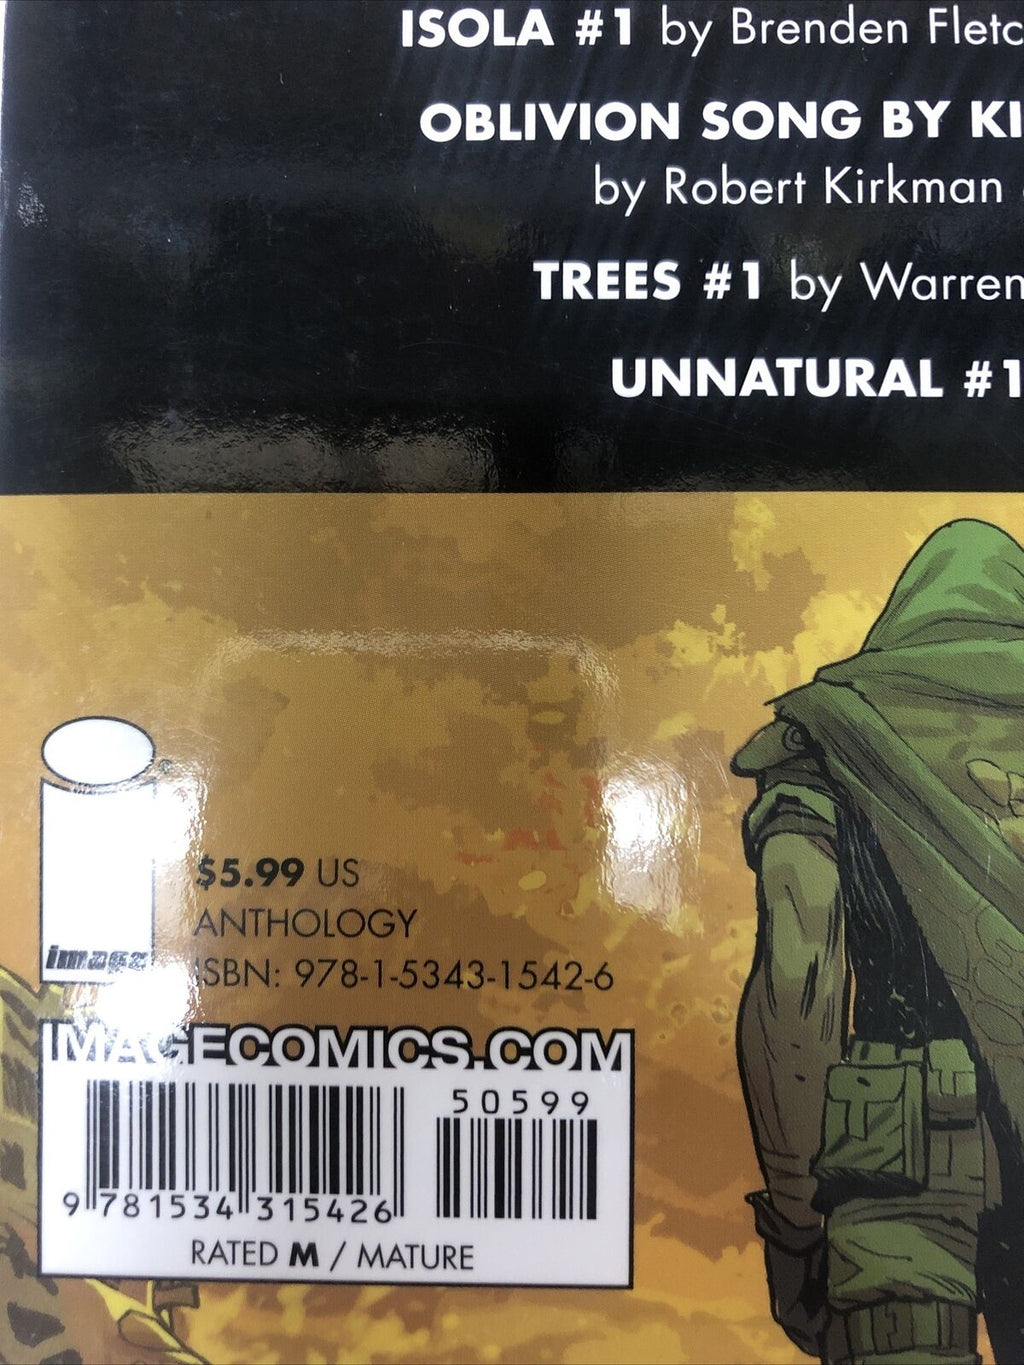 ISOLA #1 by Brenden Fletc
OBLIVION SONG BY KI
by Robert Kirkman
TREES #1 by Warren
UNNATURAL #1
image
$5.99 US
ANTHOLOGY
ISBN: 978-1-5343-1542-6
IMAGECOMICS.COM
50599
9 781534 315426
RATED M / MATURE